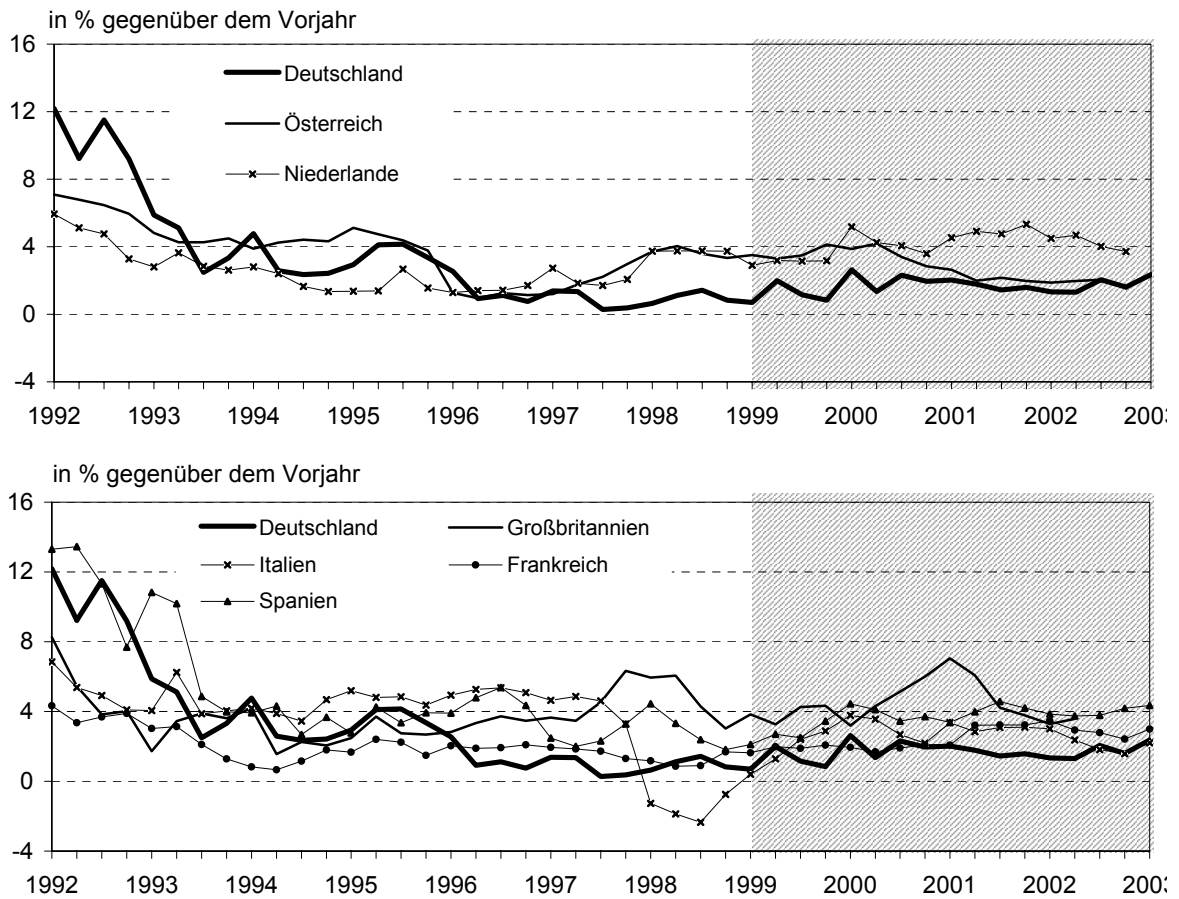 in % gegenüber dem Vorjahr
16
12
8
4
0
-4
Deutschland
Österreich
Niederlande
1992 1993 1994 1995 1996 1997 1998 1999 2000 2001 2002 2003
in % gegenüber dem Vorjahr
16
12
8
4
0
-4
Deutschland Großbritannien
Italien Frankreich
Spanien
1992 1993 1994 1995 1996 1997 1998 1999 2000 2001 2002 2003